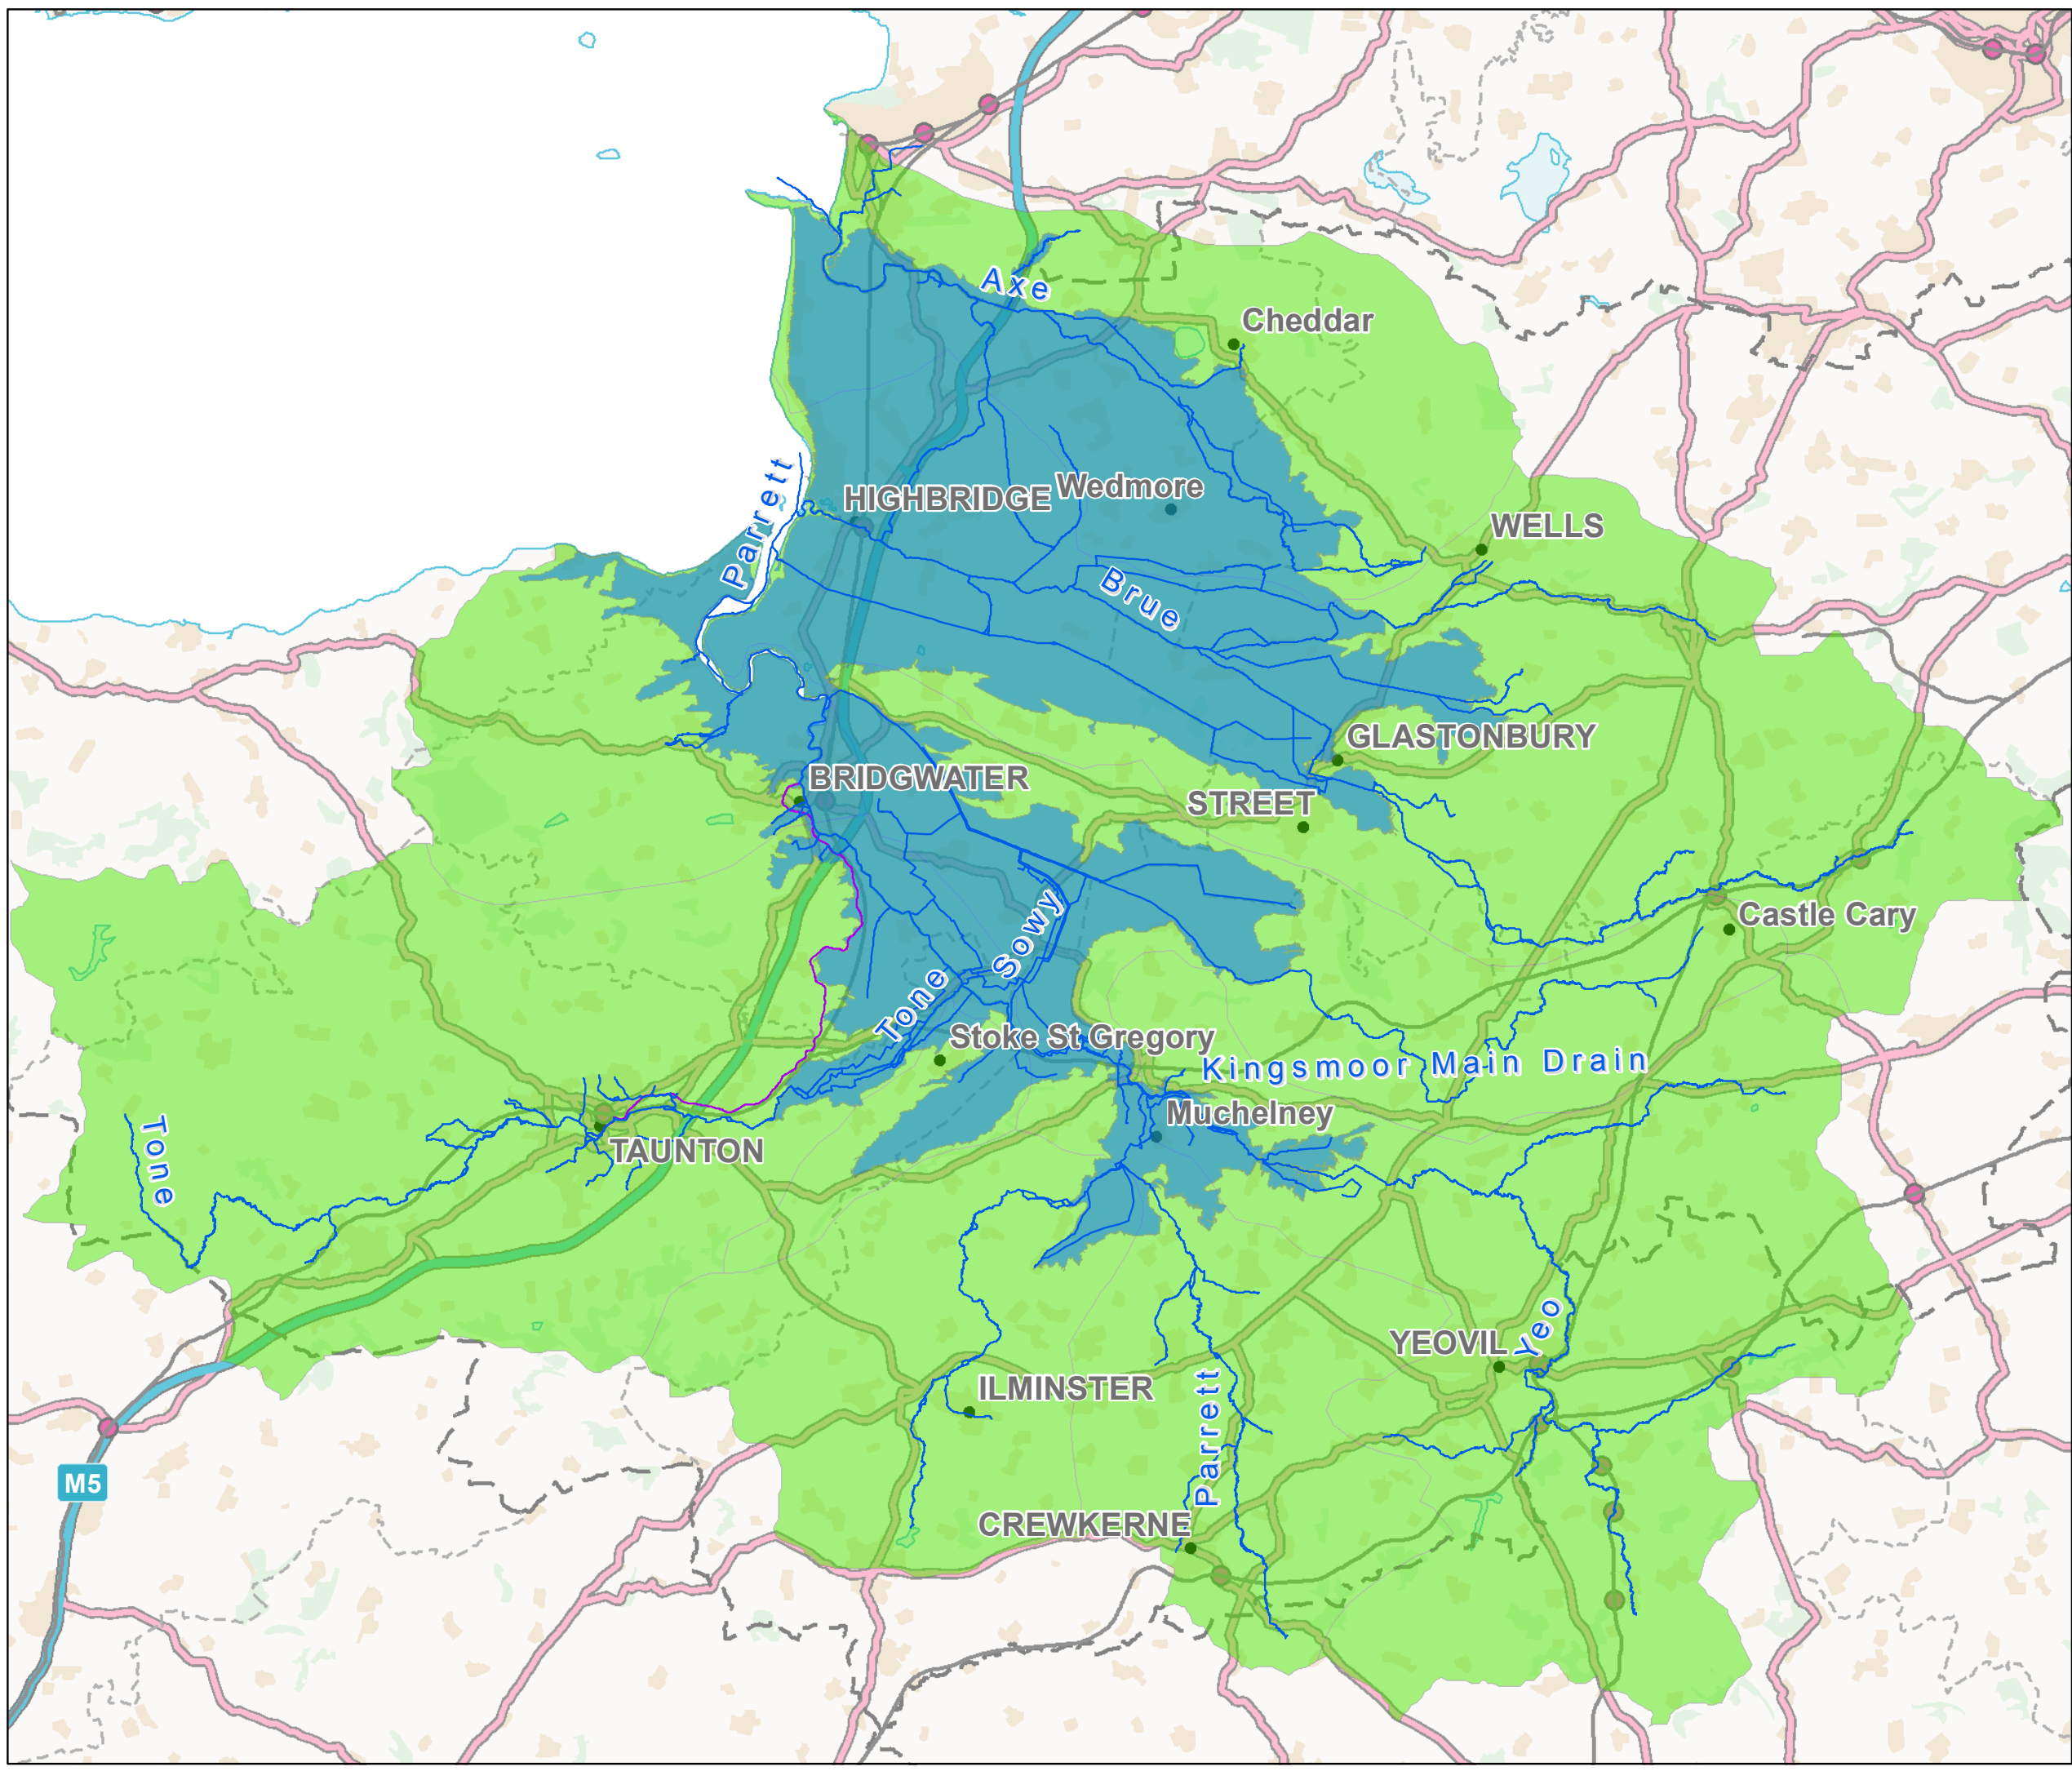 Axe
Cheddar
Parrett
HIGHBRIDGE
Wedmore
WELLS
Brue
GLASTONBURY
BRIDGWATER
STREET
Castle Cary
Sowy
Tone
Stoke St Gregory
Kingsmoor Main Drain
Muchelney
Tone
TAUNTON
YEOVIL
Yeo
ILMINSTER
Parrett
M5
CREWKERNE